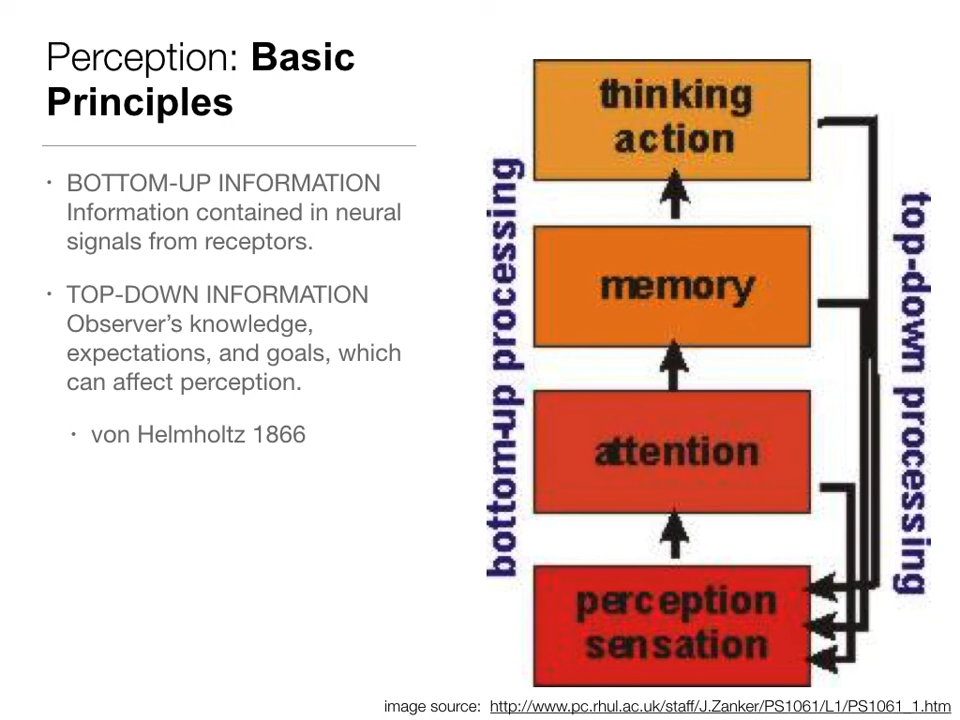 Perception: Basic
Principles
• BOTTOM-UP INFORMATION
Information contained in neural
signals from receptors.
• TOP-DOWN INFORMATION
Observer’s knowledge,
expectations, and goals, which
can affect perception.
• von Helmholtz 1866
bottom-up processing
thinking
action
memory
attention
perception
sensation
top-down processing
image source: http://www.pc.rhul.ac.uk/staff/J.Zanker/PS1061/L1/PS1061_1.htm